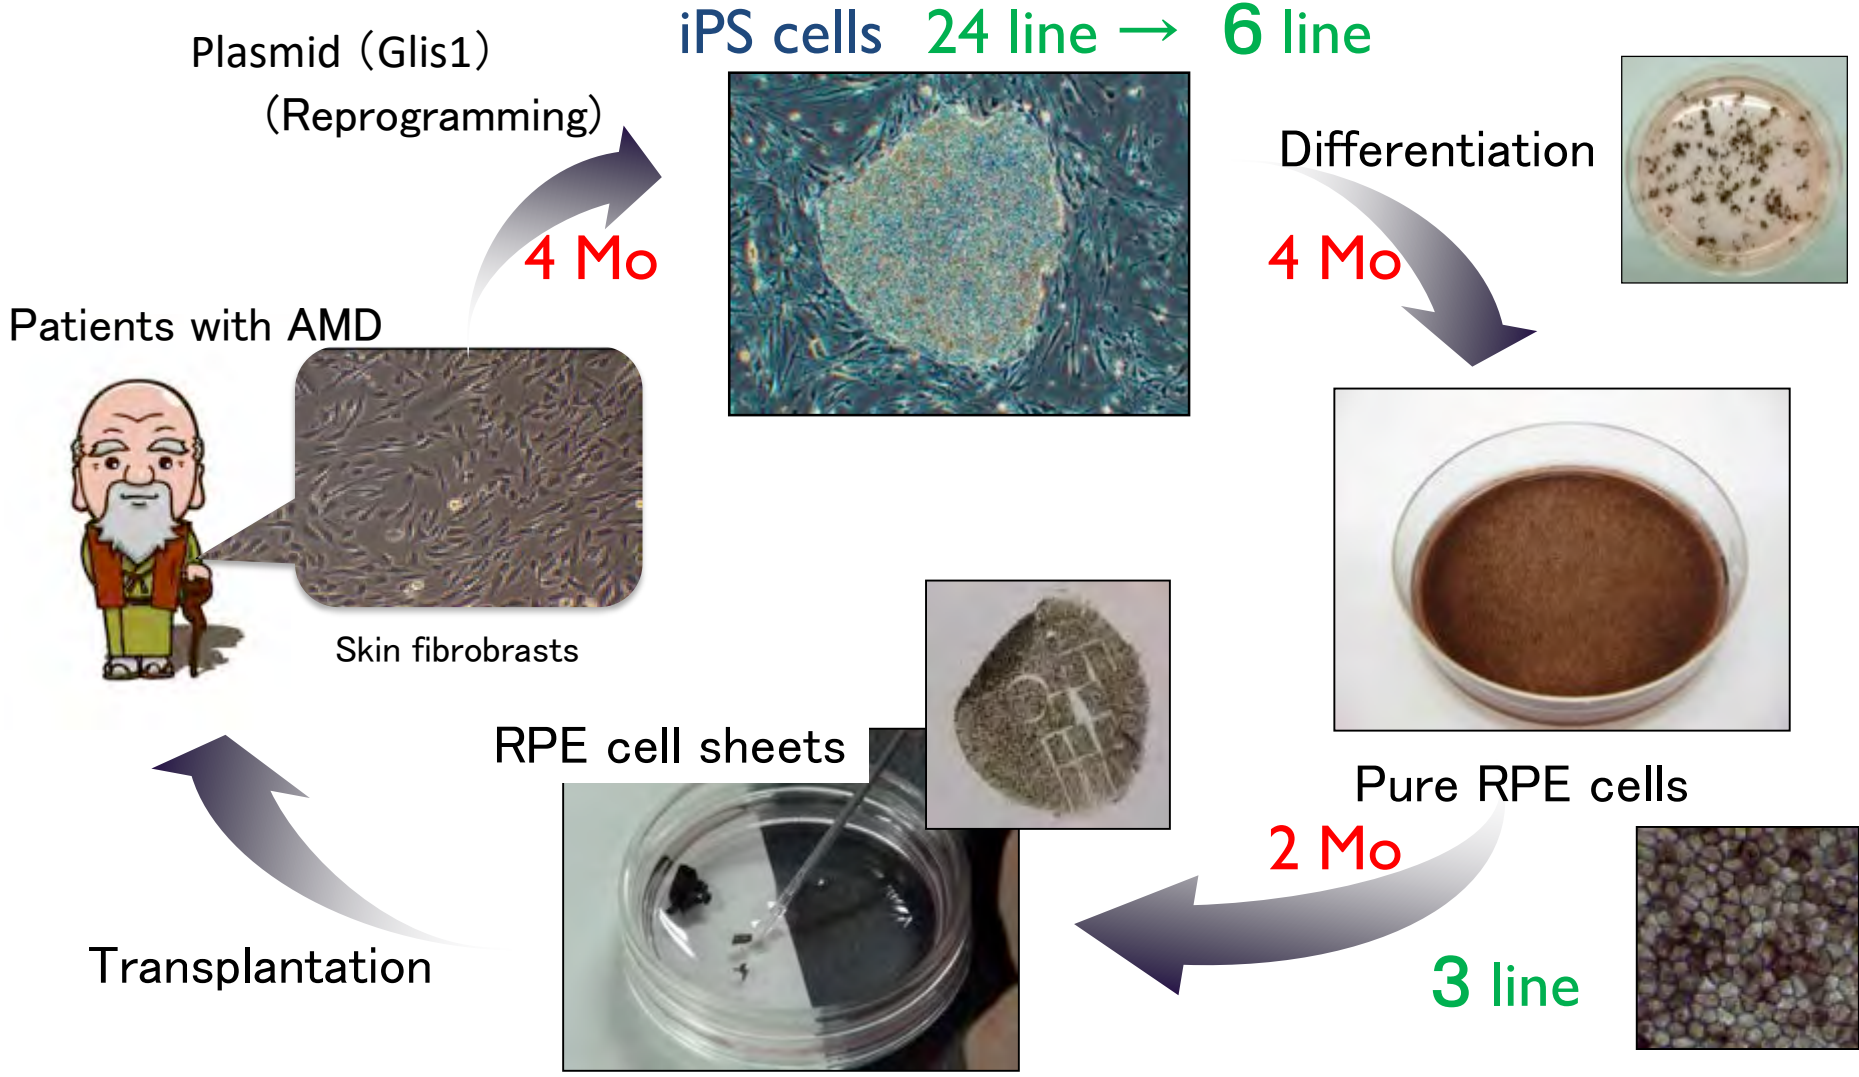 Plasmid（Glis1）
（Reprogramming）
iPS cells 24 line → 6 line
Differentiation
4 Mo
4 Mo
Patients with AMD
Skin fibrobrasts
RPE cell sheets
Pure RPE cells
2 Mo
3 line
Transplantation